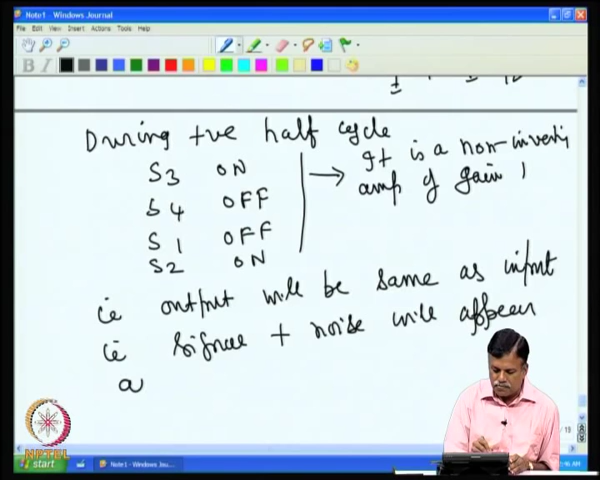 Note1 - Windows Journal
File Edit View Insert Actions Tools Help
B I
During +ve half cycle
S3 ON
S4 OFF
S1 OFF
S2 ON
It is a non-inverti
amp of gain 1
ie output will be same as input
ie signal + noise will appear
a
NPTEL
start
Note1 - Windows Jou...